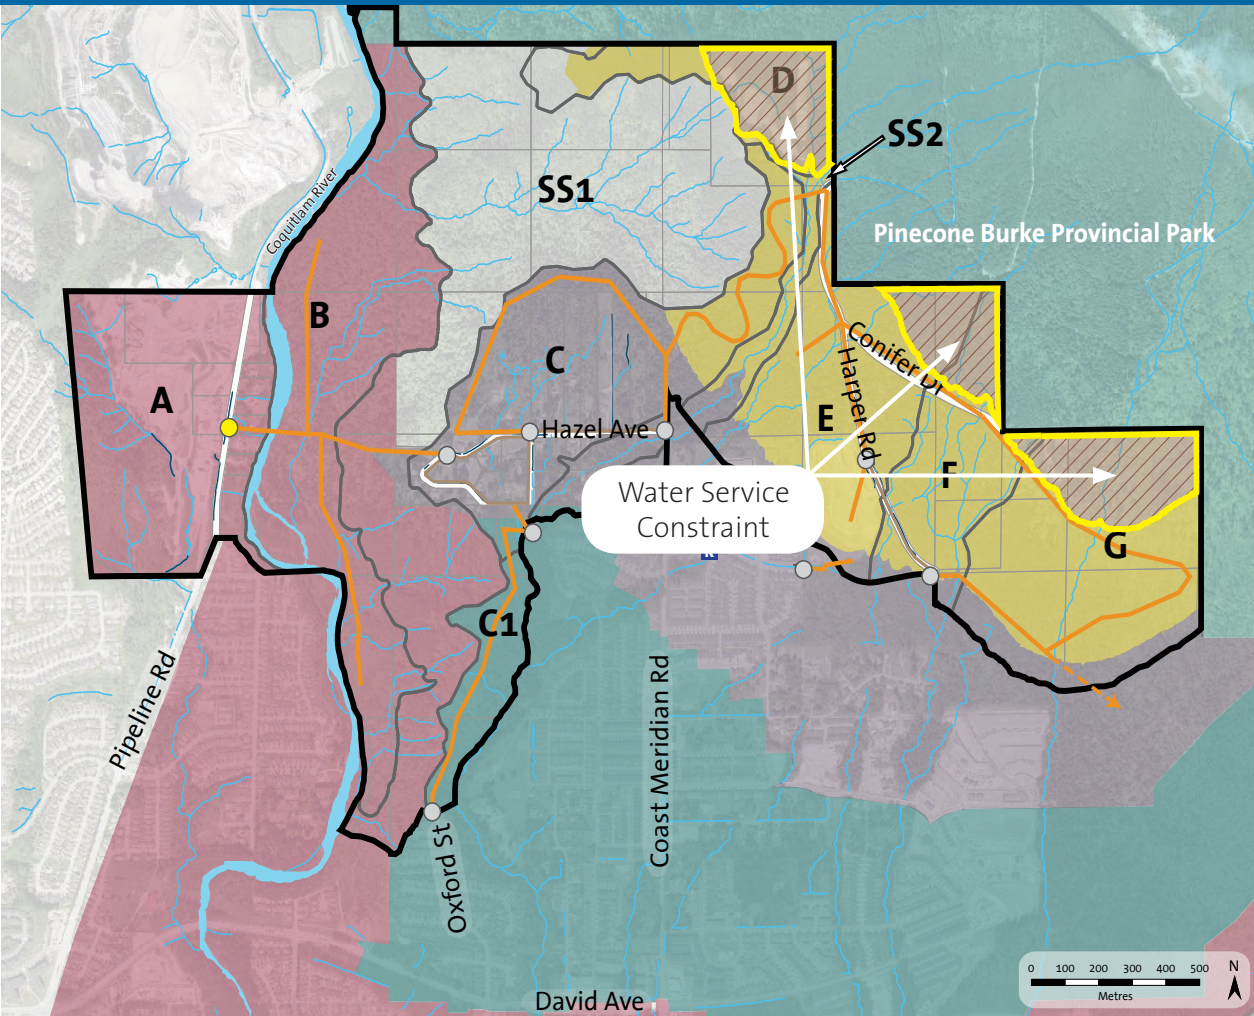 D
SS2
SS1
Coquitlam River
Pinecone Burke Provincial Park
B
C
Conifer Dr
Harper Rd
A
E
Hazel Ave
F
Water Service
Constraint
G
C1
Pipeline Rd
Coast Meridian Rd
Oxford St
David Ave
0 100 200 300 400 500
Metres
N